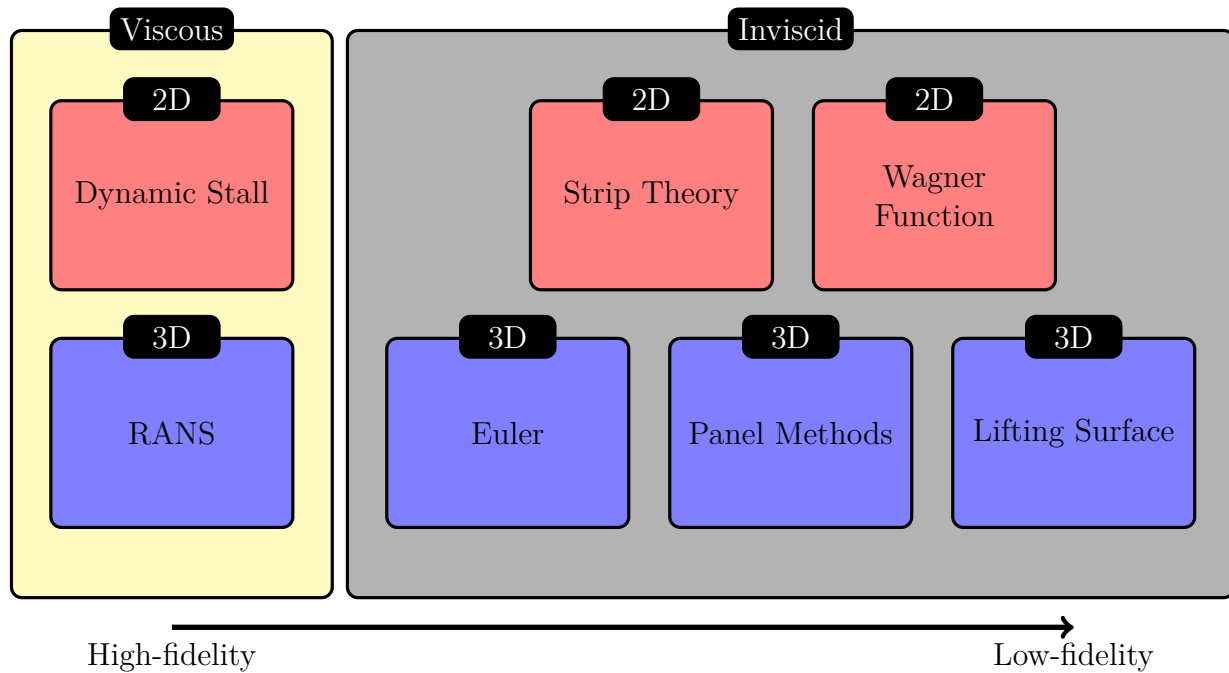 Viscous
Inviscid
2D
Dynamic Stall
2D
Strip Theory
2D
Wagner
Function
3D
RANS
3D
Euler
3D
Panel Methods
3D
Lifting Surface
High-fidelity
Low-fidelity